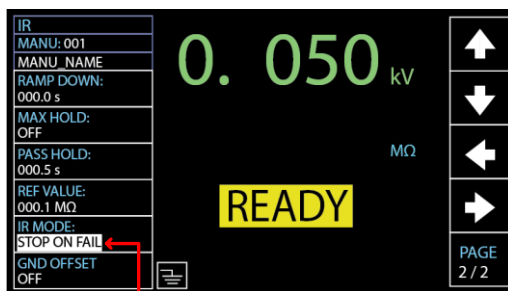 IR
MANU: 001
MANU_NAME
RAMP DOWN:
000.0 s
MAX HOLD:
OFF
PASS HOLD:
000.5 s
REF VALUE:
000.1 MΩ
IR MODE:
STOP ON FAIL
GND OFFSET
OFF
0. 050 kV
MΩ
READY
PAGE
2 / 2